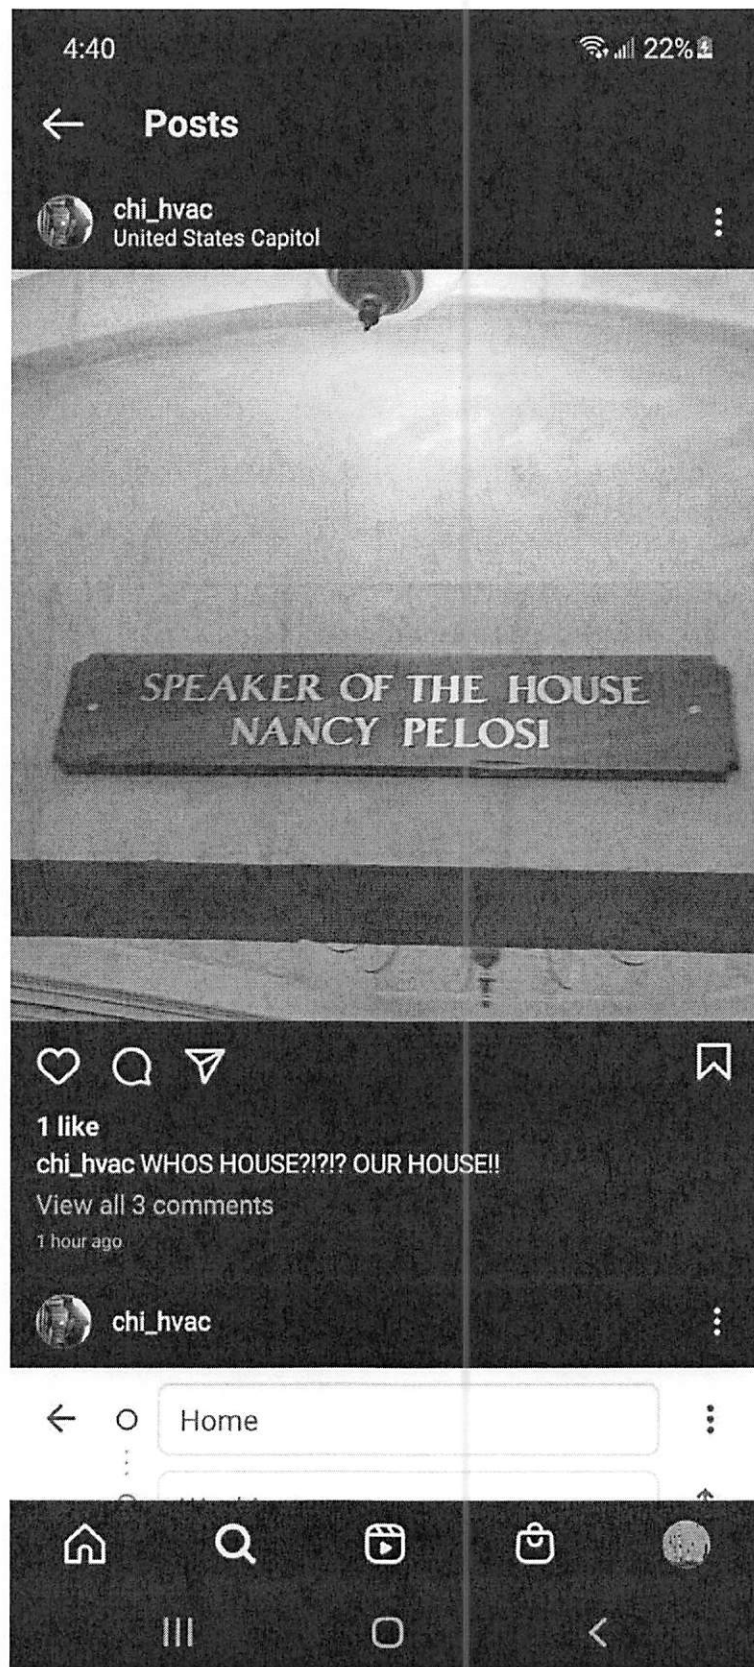 4:40 22%
Posts
chi_hvac
United States Capitol
SPEAKER OF THE HOUSE
NANCY PELOSI
1 like
chi_hvac WHOS HOUSE?!?!? OUR HOUSE!!
View all 3 comments
1 hour ago
chi_hvac
Home